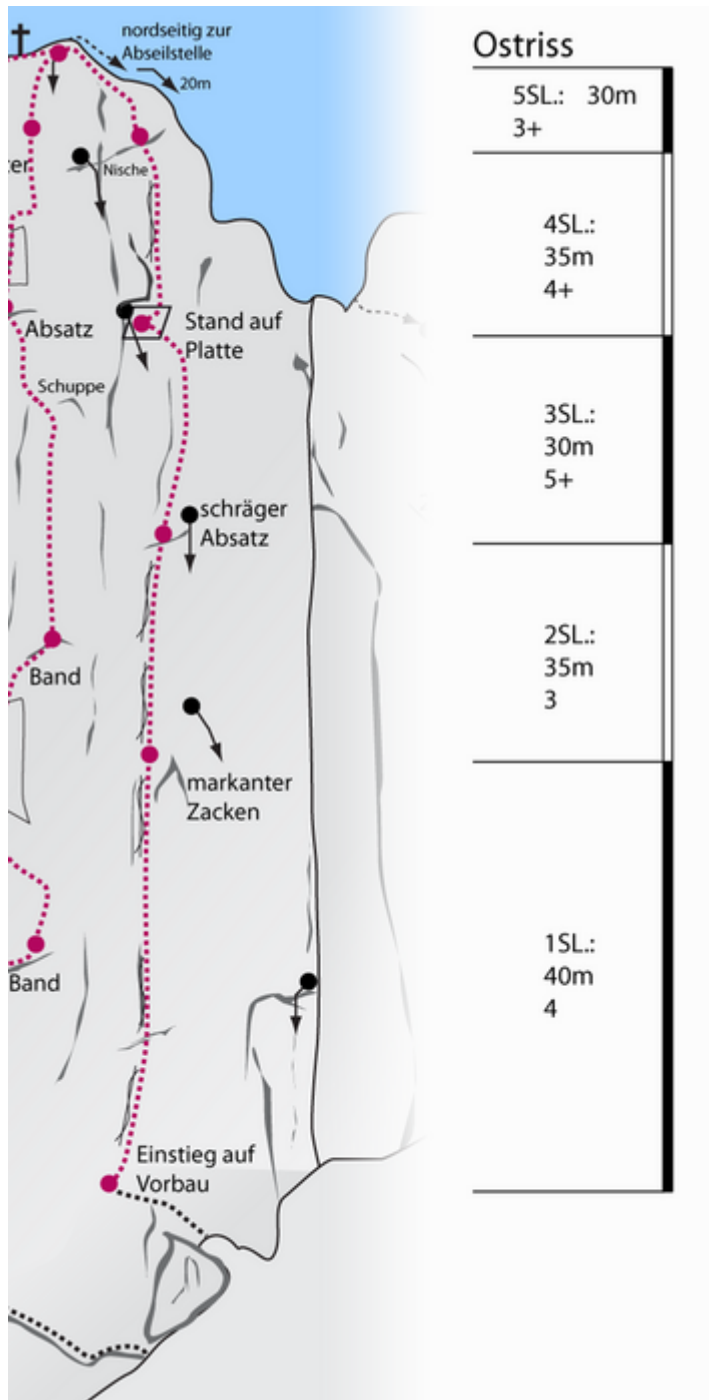 nordseitig zur
Abseilstelle
20m
Nische
Absatz
Stand auf
Platte
Schuppe
schräger
Absatz
Band
markanter
Zacken
Band
Einstieg auf
Vorbau
Ostriss
5SL.: 30m
3+
4SL.:
35m
4+
3SL.:
30m
5+
2SL.:
35m
3
1SL.:
40m
4